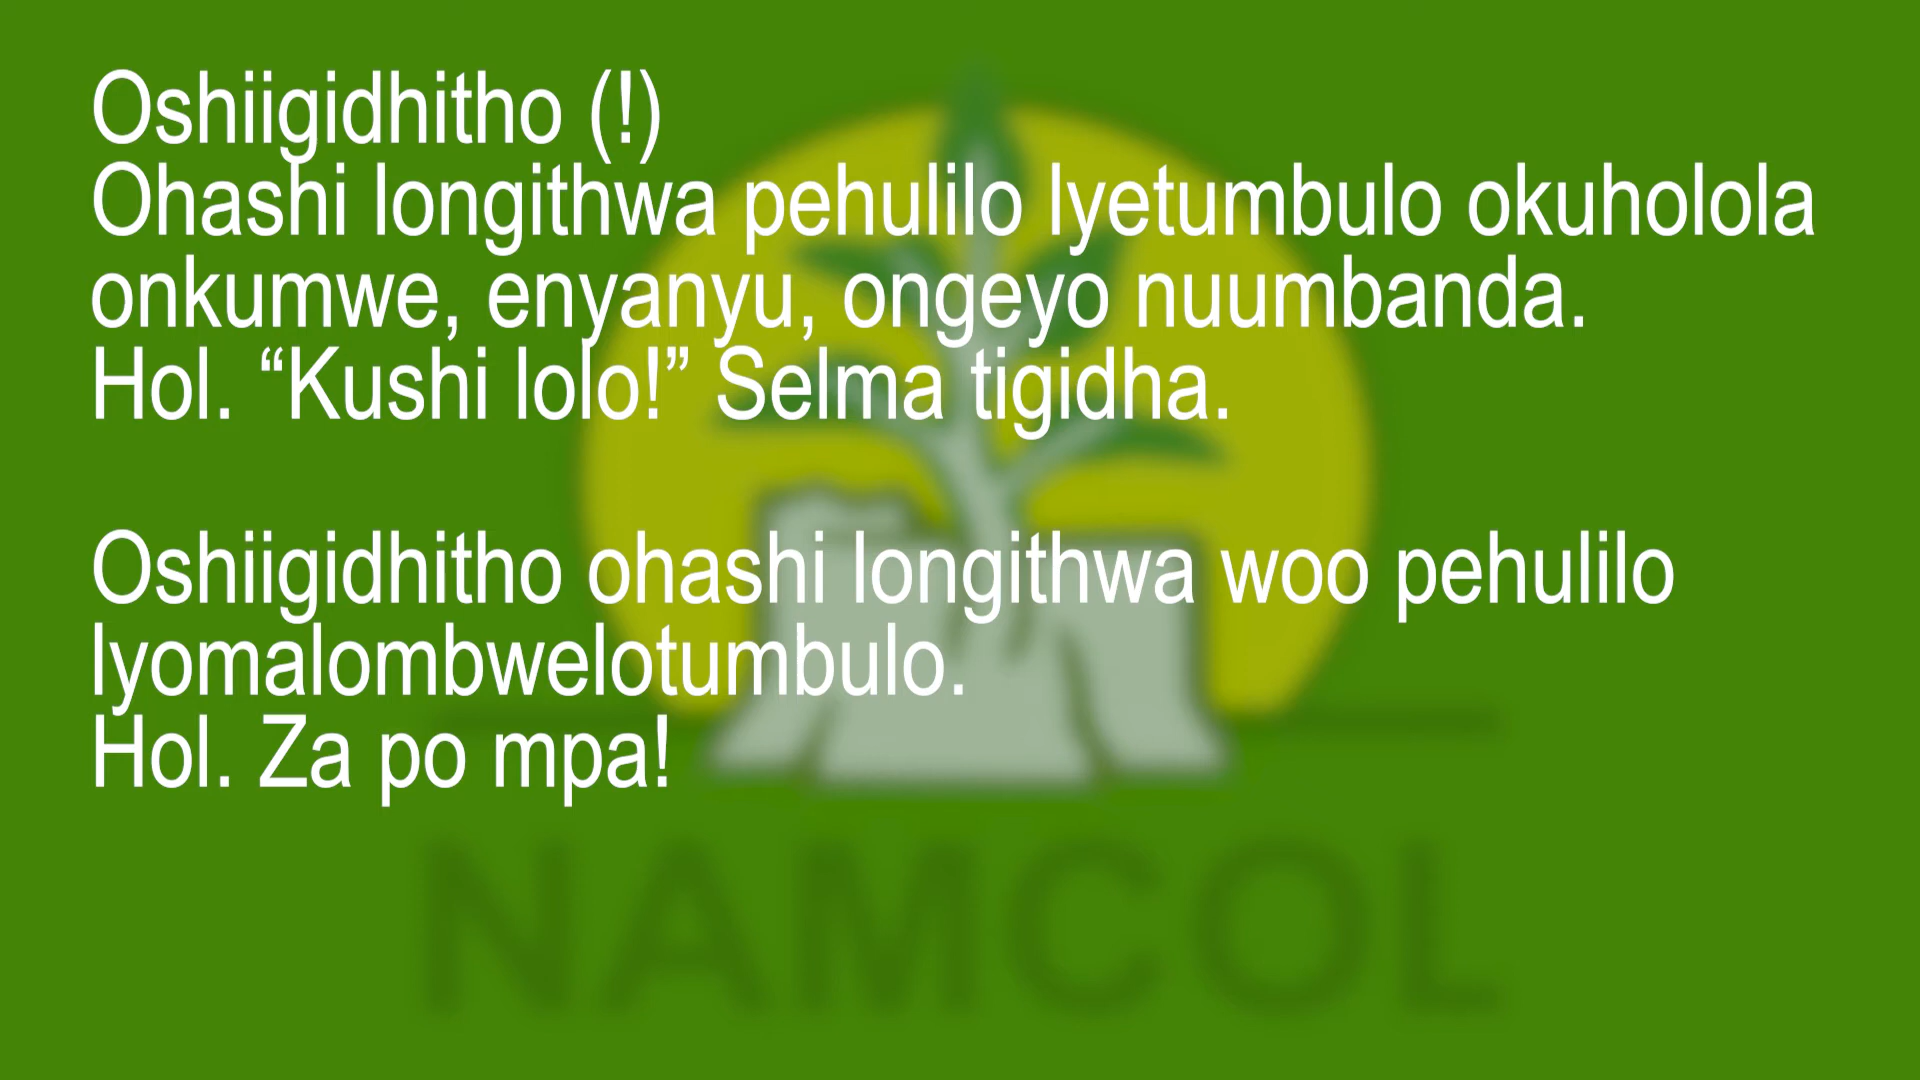 Oshiigidhitho (!)
Ohashi longithwa pehulilo lyetumbulo okuholola
onkumwe, enyanyu, ongeyo nuumbanda.
Hol. “Kushi lolo!” Selma tigidha.
Oshiigidhitho ohashi longithwa woo pehulilo
lyomalombwelotumbulo.
Hol. Za po mpa!
NAMCOL